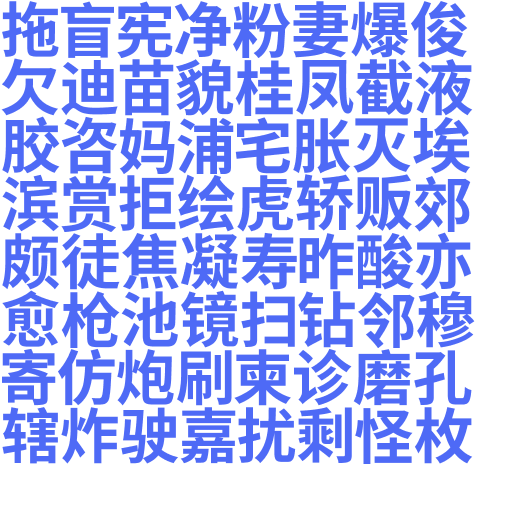 拖盲宪净粉妻爆俊
欠迪苗貌桂凤截液
胶咨妈浦宅胀灭埃
滨赏拒绘虎轿贩郊
颇徒焦凝寿昨酸亦
愈枪池镜扫钻邻穆
寄仿炮刷柬诊磨孔
辖炸驶嘉扰剩怪枚